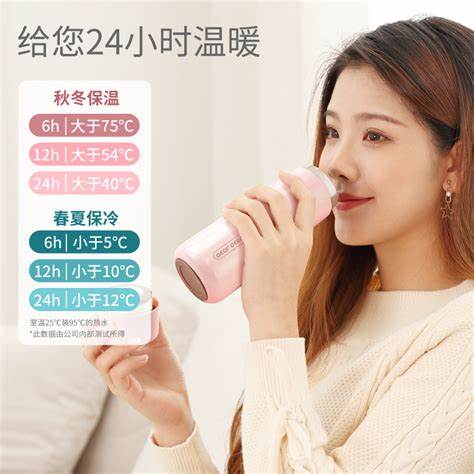 给您24小时温暖
秋冬保温
6h | 大于75℃
12h | 大于54℃
24h | 大于40℃
春夏保冷
6h | 小于5℃
12h | 小于10℃
24h | 小于12℃
室温25℃装95℃的热水
*此数据由公司内部测试所得